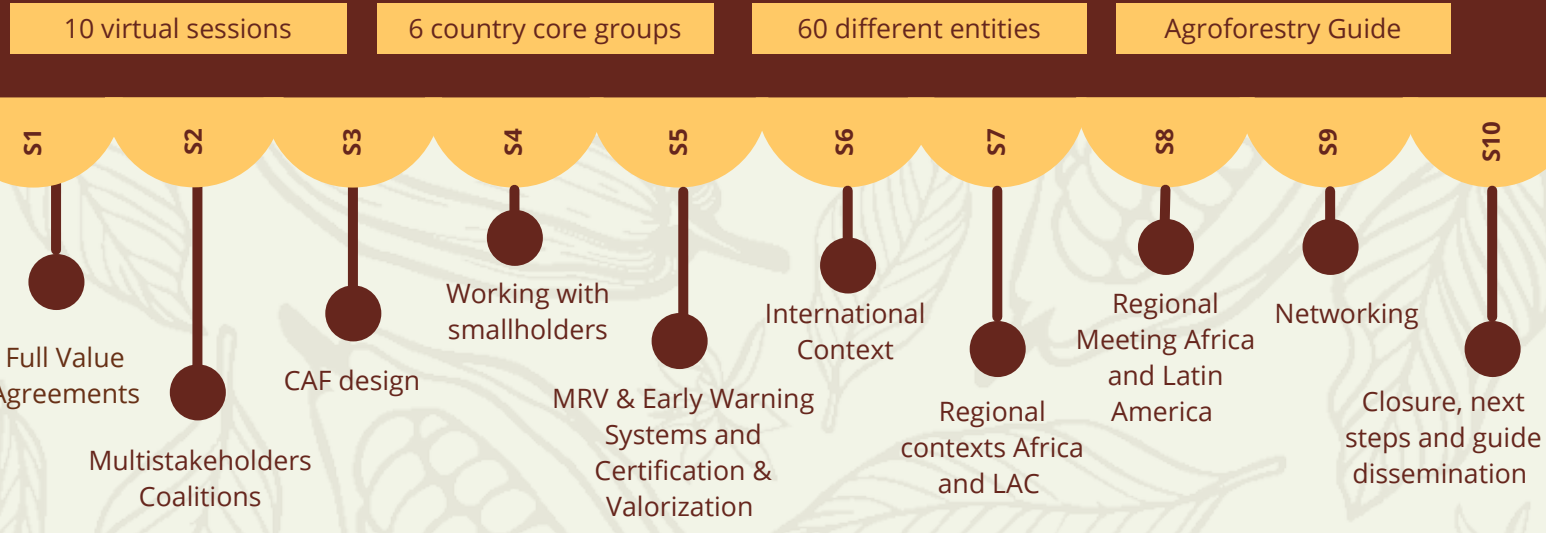 10 virtual sessions
6 country core groups
60 different entities
Agroforestry Guide
S1
S2
S3
S4
S5
S6
S7
S8
S9
S10
Full Value
Agreements
Multistakeholders
Coalitions
CAF design
Working with
smallholders
MRV & Early Warning
Systems and
Certification &
Valorization
International
Context
Regional
contexts Africa
and LAC
Regional
Meeting Africa
and Latin
America
Networking
Closure, next
steps and guide
dissemination